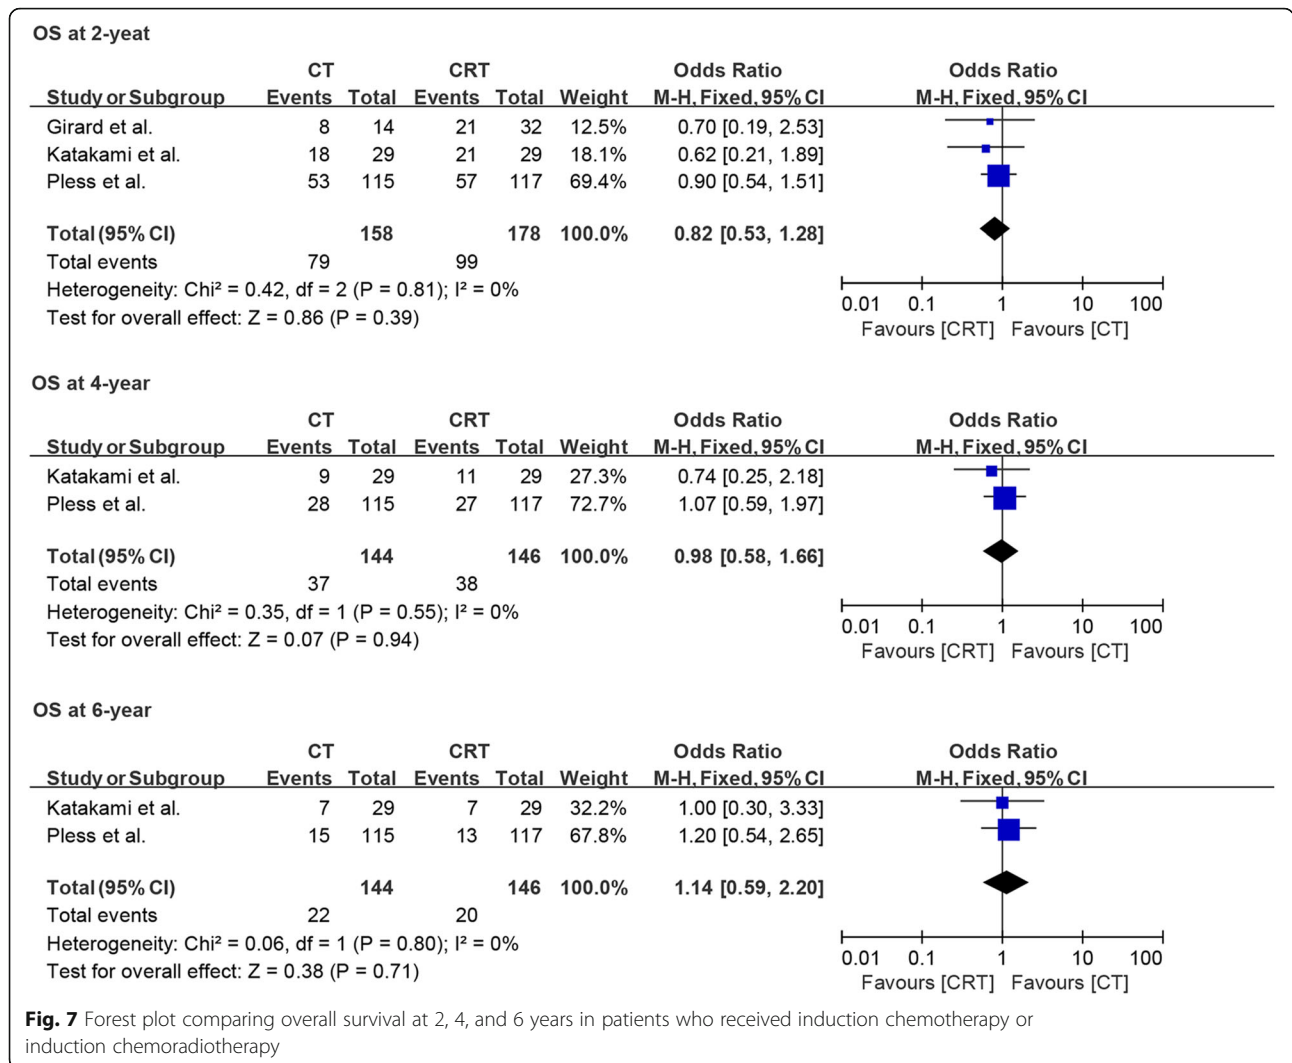 OS at 2-yeat
CT CRT Odds Ratio Odds Ratio
Study or Subgroup Events Total Events Total Weight M-H, Fixed, 95% CI M-H, Fixed, 95% CI
Girard et al. 8 14 21 32 12.5% 0.70 [0.19, 2.53]
Katakami et al. 18 29 21 29 18.1% 0.62 [0.21, 1.89]
Pless et al. 53 115 57 117 69.4% 0.90 [0.54, 1.51]
Total (95% CI) 158 178 100.0% 0.82 [0.53, 1.28]
Total events 79 99
Heterogeneity: Chi² = 0.42, df = 2 (P = 0.81); I² = 0%
Test for overall effect: Z = 0.86 (P = 0.39)
0.01 0.1 1 10 100
Favours [CRT] Favours [CT]
OS at 4-year
CT CRT Odds Ratio Odds Ratio
Study or Subgroup Events Total Events Total Weight M-H, Fixed, 95% CI M-H, Fixed, 95% CI
Katakami et al. 9 29 11 29 27.3% 0.74 [0.25, 2.18]
Pless et al. 28 115 27 117 72.7% 1.07 [0.59, 1.97]
Total (95% CI) 144 146 100.0% 0.98 [0.58, 1.66]
Total events 37 38
Heterogeneity: Chi² = 0.35, df = 1 (P = 0.55); I² = 0%
Test for overall effect: Z = 0.07 (P = 0.94)
0.01 0.1 1 10 100
Favours [CRT] Favours [CT]
OS at 6-year
CT CRT Odds Ratio Odds Ratio
Study or Subgroup Events Total Events Total Weight M-H, Fixed, 95% CI M-H, Fixed, 95% CI
Katakami et al. 7 29 7 29 32.2% 1.00 [0.30, 3.33]
Pless et al. 15 115 13 117 67.8% 1.20 [0.54, 2.65]
Total (95% CI) 144 146 100.0% 1.14 [0.59, 2.20]
Total events 22 20
Heterogeneity: Chi² = 0.06, df = 1 (P = 0.80); I² = 0%
Test for overall effect: Z = 0.38 (P = 0.71)
0.01 0.1 1 10 100
Favours [CRT] Favours [CT]
Fig. 7 Forest plot comparing overall survival at 2, 4, and 6 years in patients who received induction chemotherapy or
induction chemoradiotherapy